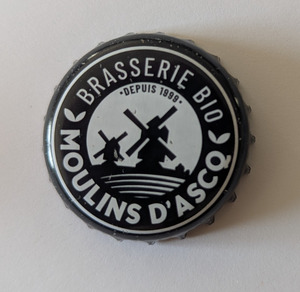 BRASSERIE BIO
•DEPUIS 1999•
MOULINS D'ASCQ